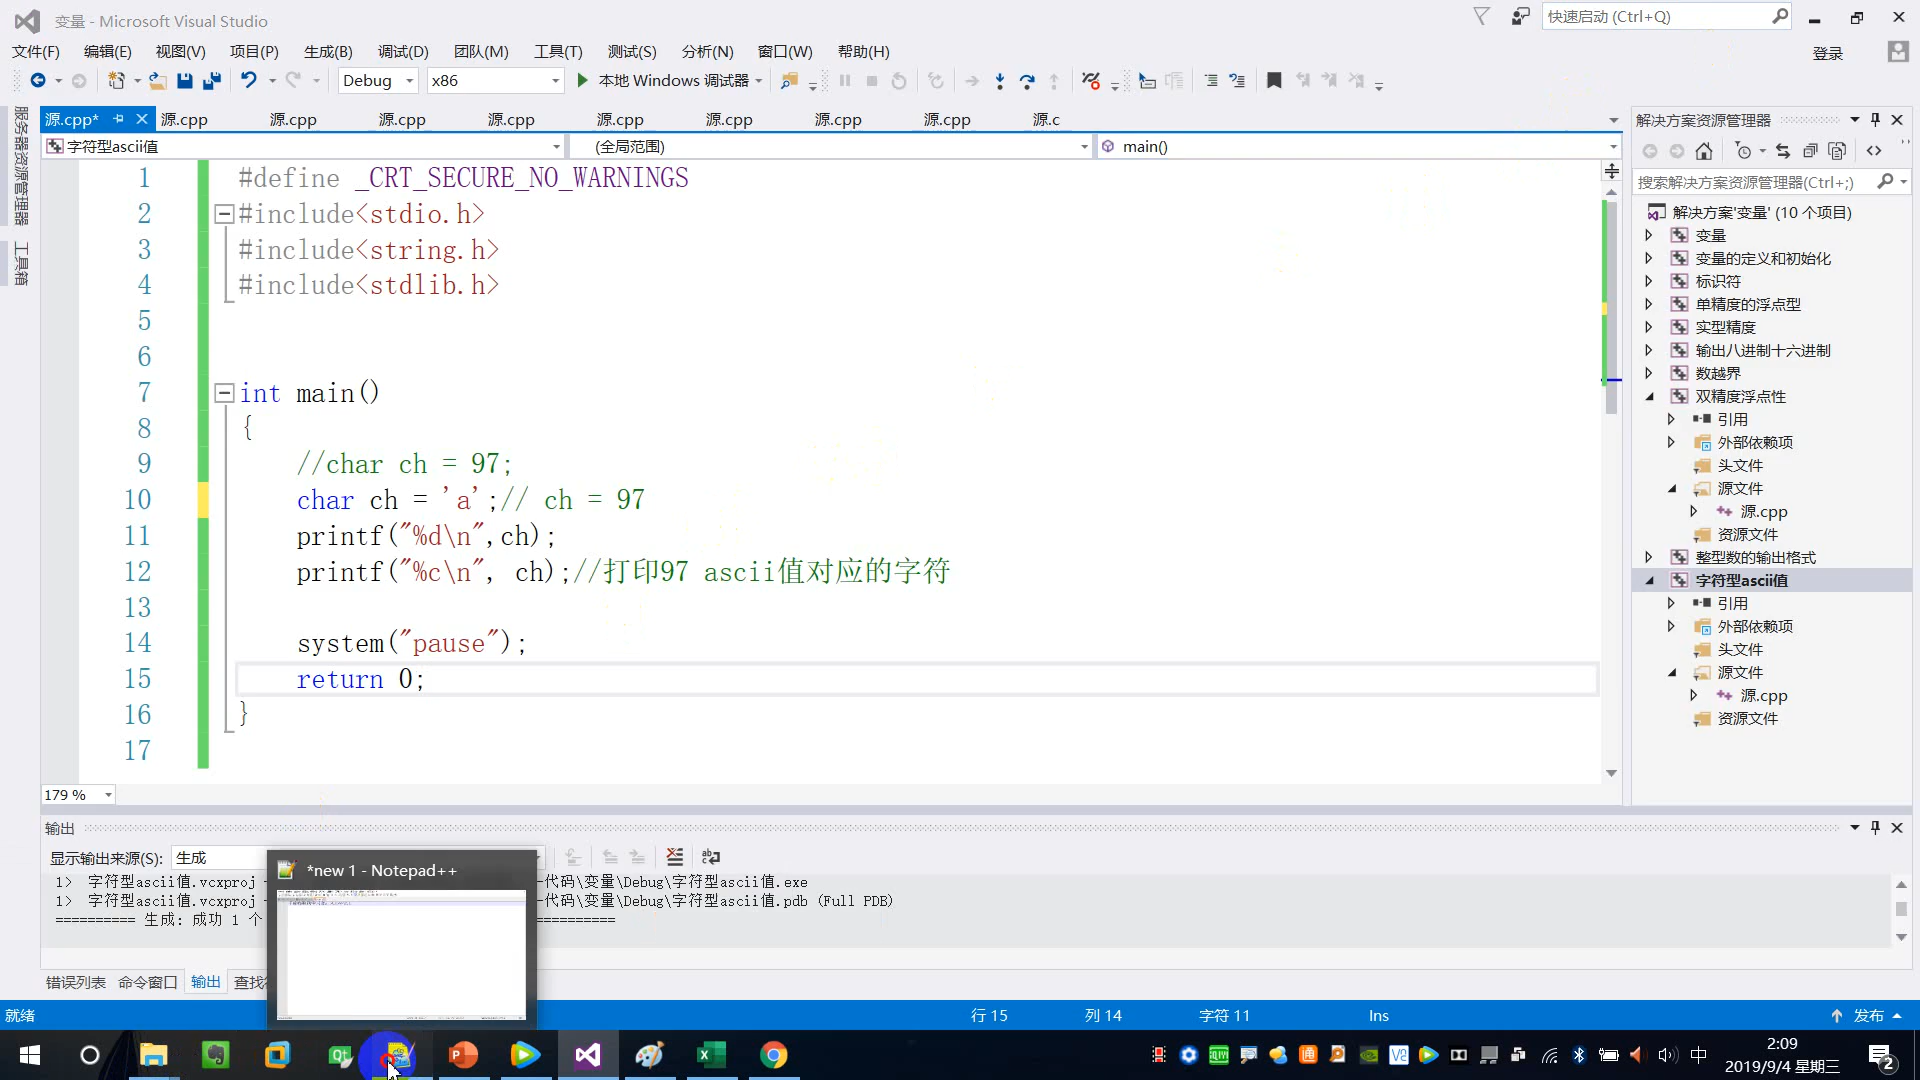 变量 - Microsoft Visual Studio
快速启动 (Ctrl+Q)
文件(F) 编辑(E) 视图(V) 项目(P) 生成(B) 调试(D) 团队(M) 工具(T) 测试(S) 分析(N) 窗口(W) 帮助(H)
登录
Debug x86 本地 Windows 调试器
服务器资源管理器
工具箱
源.cpp* 源.cpp 源.cpp 源.cpp 源.cpp 源.cpp 源.cpp 源.cpp 源.cpp 源.c
字符型ascii值 (全局范围) main()
1 #define _CRT_SECURE_NO_WARNINGS
2 #include<stdio.h>
3 #include<string.h>
4 #include<stdlib.h>
5
6
7 int main()
8 {
9 //char ch = 97;
10 char ch = 'a';// ch = 97
11 printf("%d\n",ch);
12 printf("%c\n", ch);//打印97 ascii值对应的字符
13
14 system("pause");
15 return 0;
16 }
17
179 %
解决方案资源管理器
搜索解决方案资源管理器(Ctrl+;)
解决方案'变量' (10 个项目)
变量
变量的定义和初始化
标识符
单精度的浮点型
实型精度
输出八进制十六进制
数越界
双精度浮点性
引用
外部依赖项
头文件
源文件
源.cpp
资源文件
整型数的输出格式
字符型ascii值
引用
外部依赖项
头文件
源文件
源.cpp
资源文件
输出
显示输出来源(S): 生成
1> 字符型ascii值.vcxproj -代码\变量\Debug\字符型ascii值.exe
1> 字符型ascii值.vcxproj -代码\变量\Debug\字符型ascii值.pdb (Full PDB)
========== 生成: 成功 1 个 ==========
*new 1 - Notepad++
错误列表 命令窗口 输出
就绪 行 15 列 14 字符 11 Ins 发布
中
2:09
2019/9/4 星期三
2